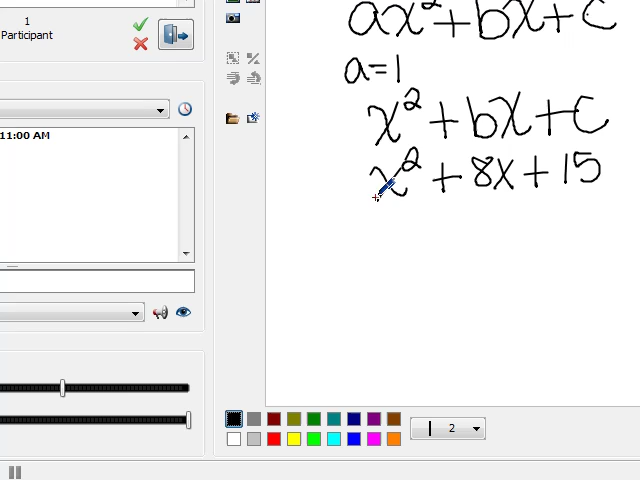 1
Participant
11:00 AM
ax² + bx + c
a = 1
x² + bx + c
x² + 8x + 15
2